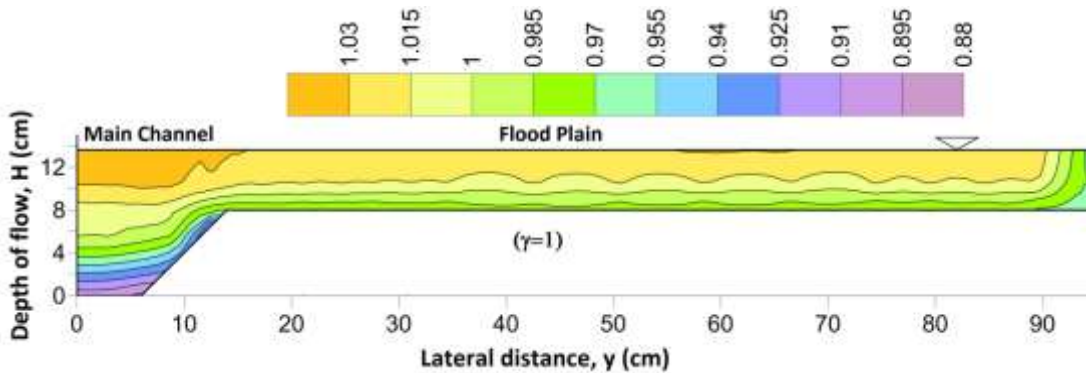 1.03 1.015 1 0.985 0.97 0.955 0.94 0.925 0.91 0.895 0.88
Main Channel Flood Plain
Depth of flow, H (cm)
12
8
4
0
(γ=1)
0 10 20 30 40 50 60 70 80 90
Lateral distance, y (cm)